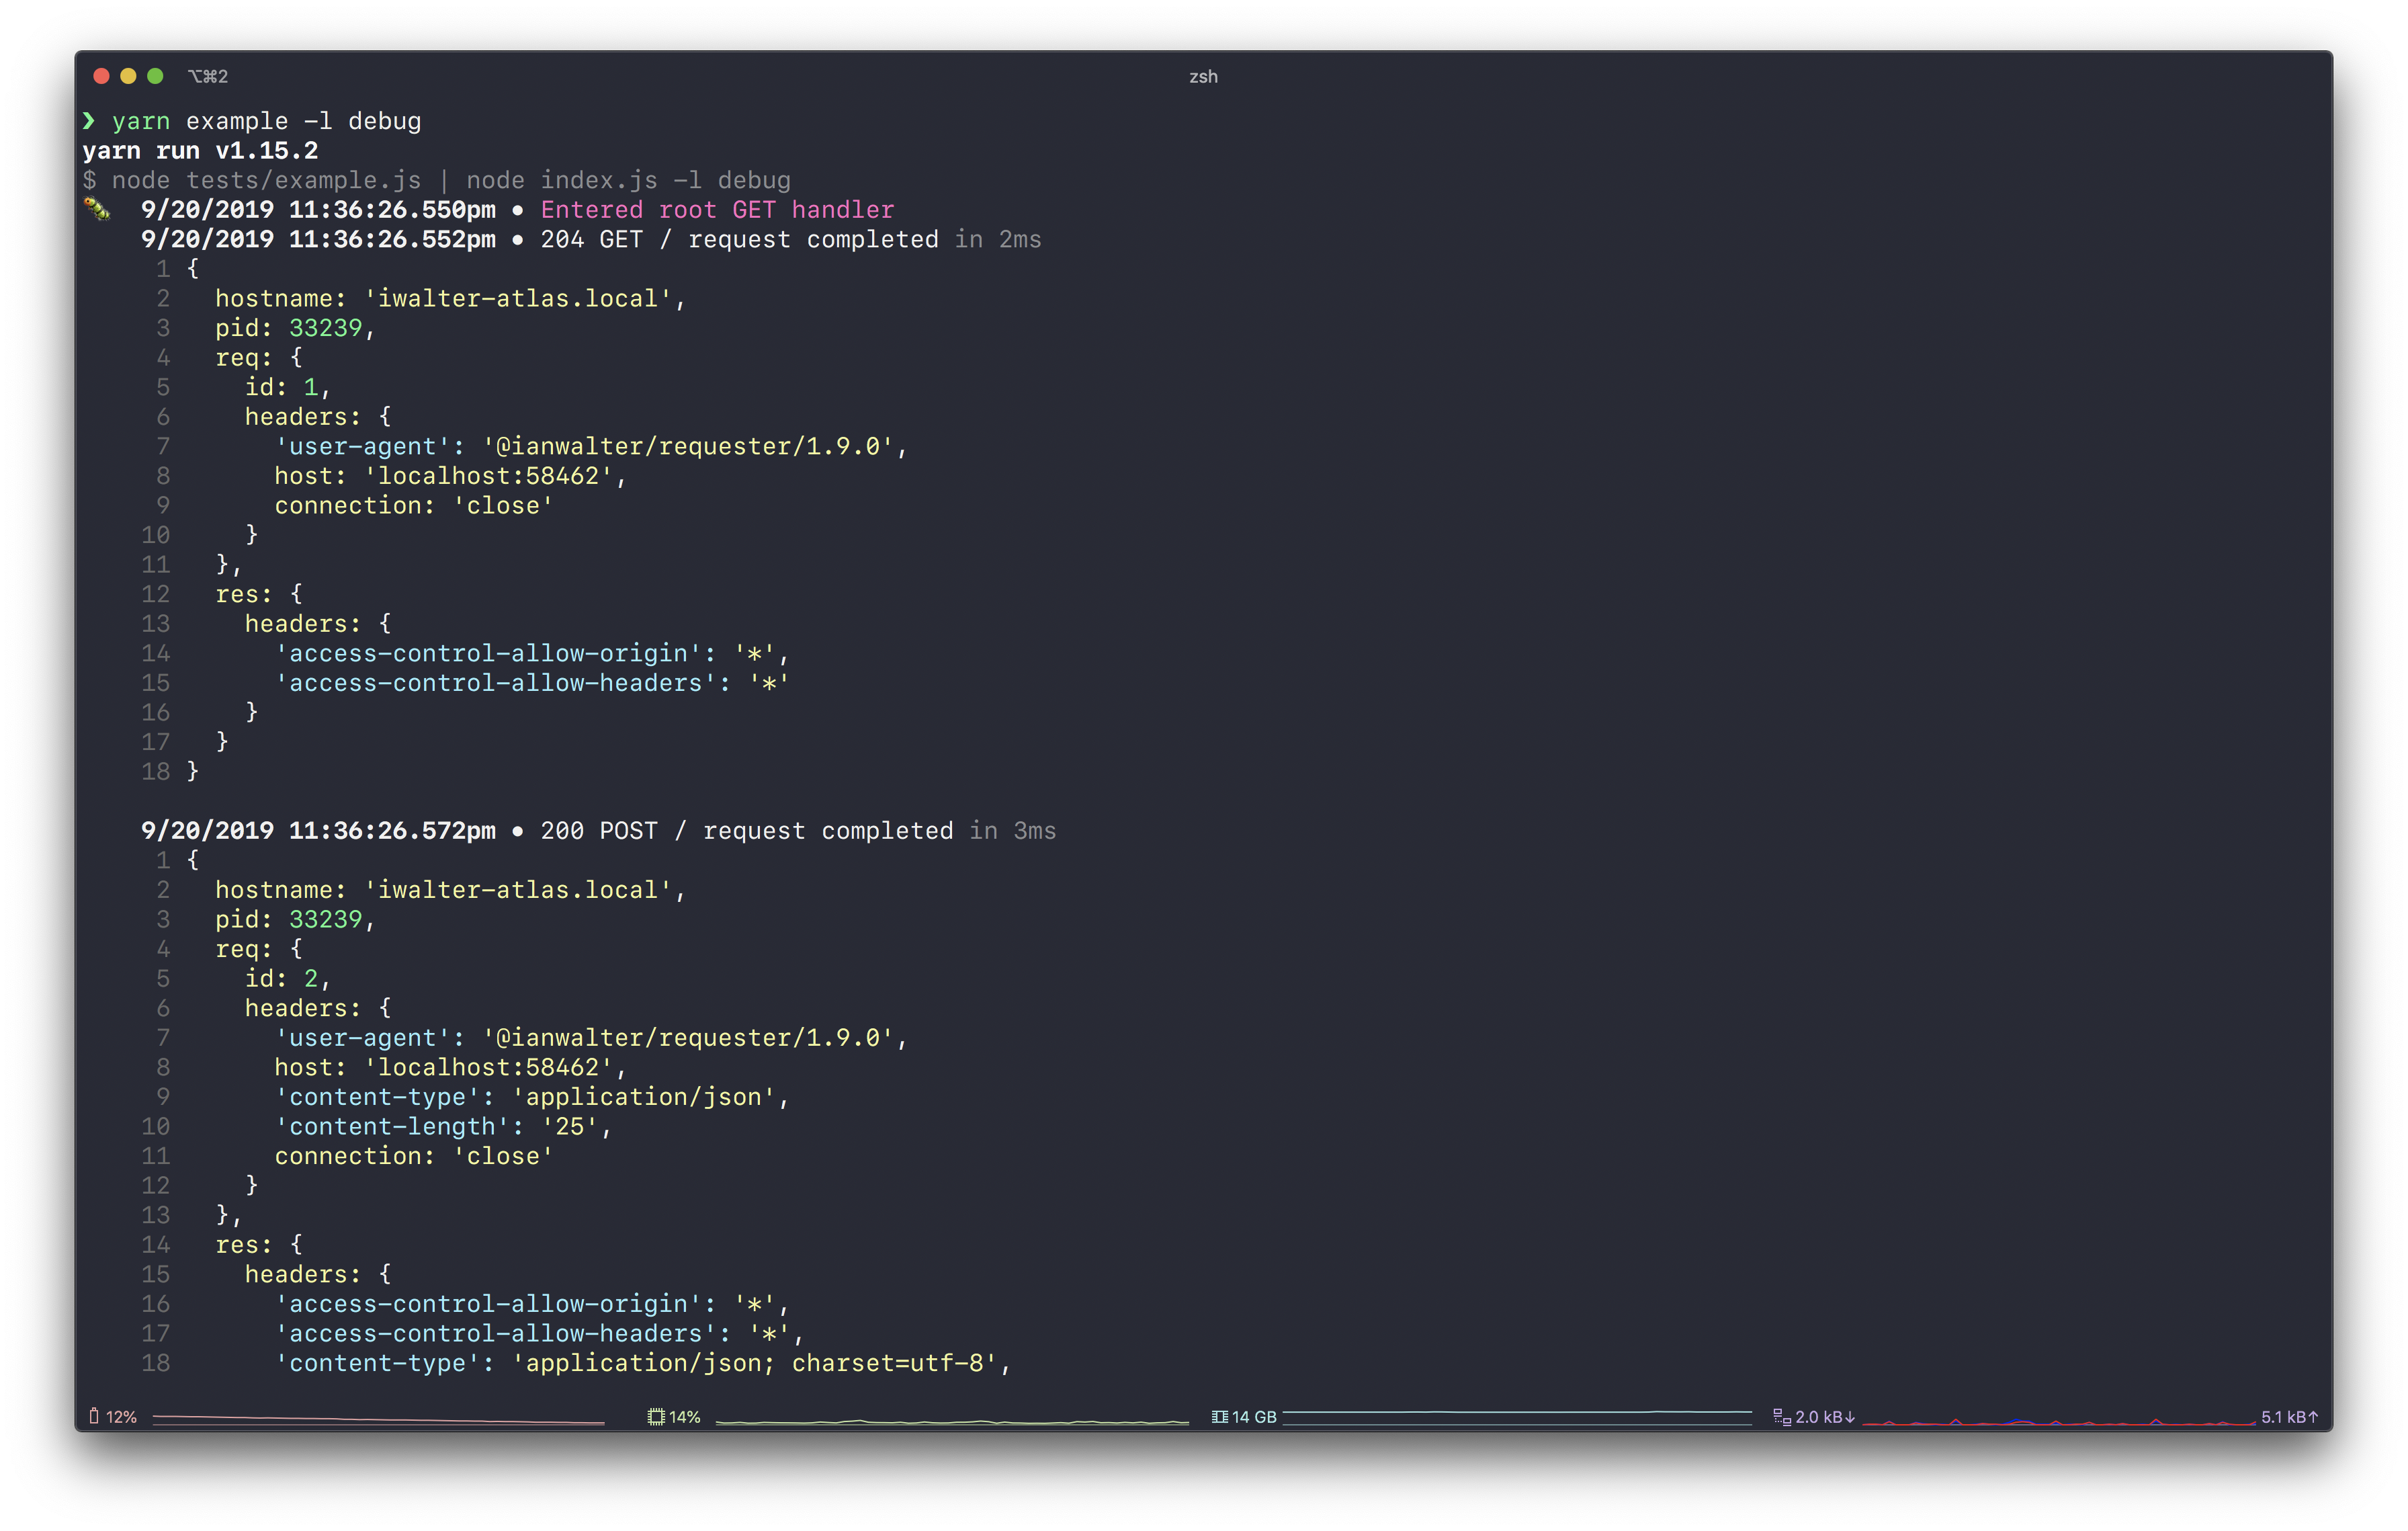 ⌥⌘2 zsh
❯ yarn example -l debug
yarn run v1.15.2
$ node tests/example.js | node index.js -l debug
🐛 9/20/2019 11:36:26.550pm • Entered root GET handler
9/20/2019 11:36:26.552pm • 204 GET / request completed in 2ms
1 {
2   hostname: 'iwalter-atlas.local',
3   pid: 33239,
4   req: {
5     id: 1,
6     headers: {
7       'user-agent': '@ianwalter/requester/1.9.0',
8       host: 'localhost:58462',
9       connection: 'close'
10     }
11   },
12   res: {
13     headers: {
14       'access-control-allow-origin': '*',
15       'access-control-allow-headers': '*'
16     }
17   }
18 }
9/20/2019 11:36:26.572pm • 200 POST / request completed in 3ms
1 {
2   hostname: 'iwalter-atlas.local',
3   pid: 33239,
4   req: {
5     id: 2,
6     headers: {
7       'user-agent': '@ianwalter/requester/1.9.0',
8       host: 'localhost:58462',
9       'content-type': 'application/json',
10       'content-length': '25',
11       connection: 'close'
12     }
13   },
14   res: {
15     headers: {
16       'access-control-allow-origin': '*',
17       'access-control-allow-headers': '*',
18       'content-type': 'application/json; charset=utf-8',
12% 14% 14 GB 2.0 kB↓ 5.1 kB↑